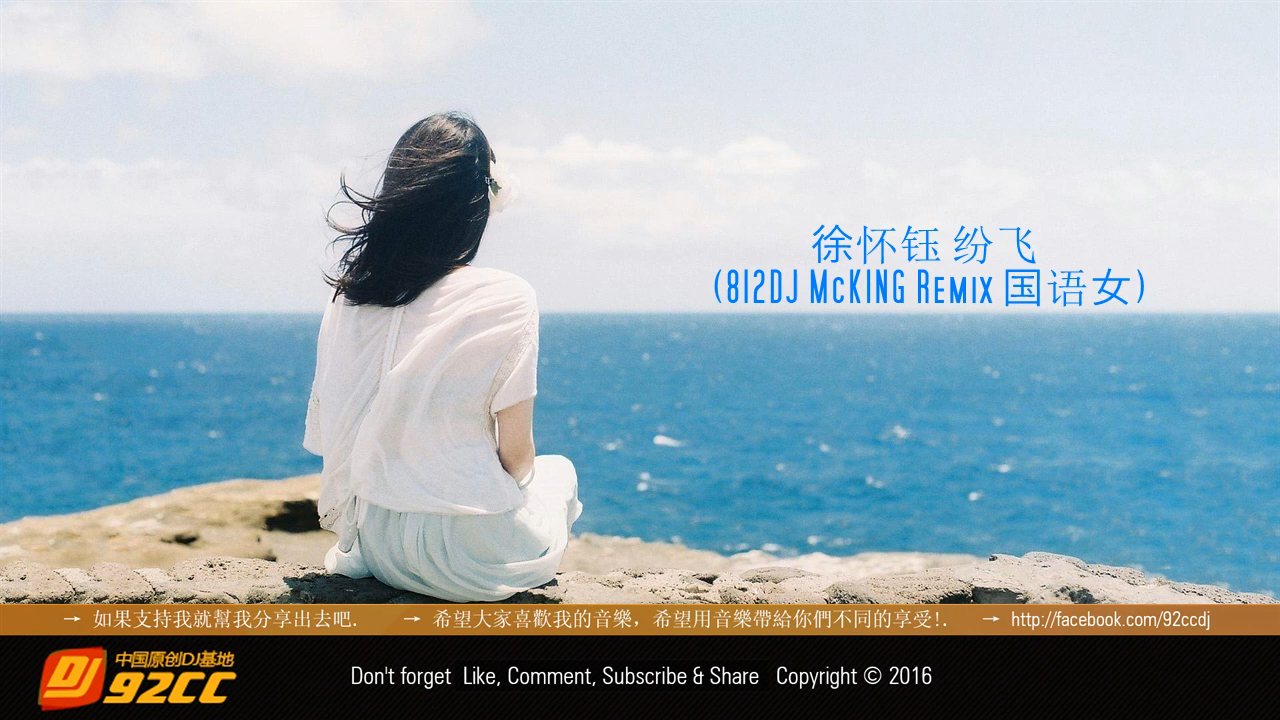 徐怀钰 纷飞
(812DJ McKING Remix 国语女)
→ 如果支持我就幫我分享出去吧. → 希望大家喜歡我的音樂，希望用音樂帶給你們不同的享受!. → http://facebook.com/92ccdj
中国原创DJ基地
DJ 92CC
Don't forget Like, Comment, Subscribe & Share Copyright © 2016